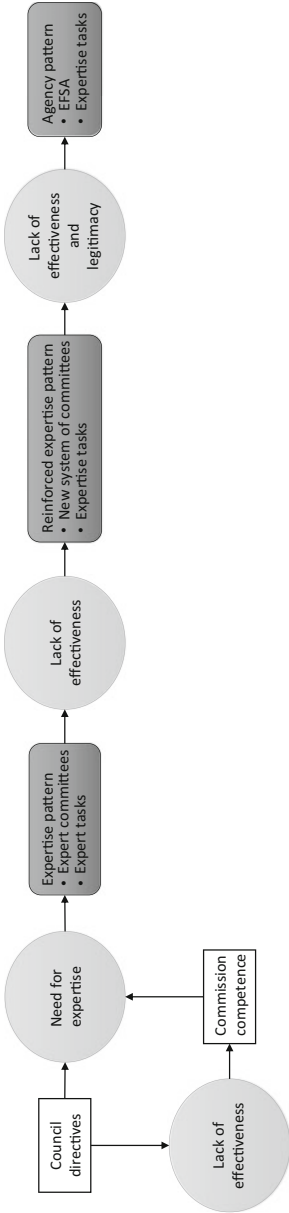 Council
directives
Lack of
effectiveness
Commission
competence
Need for
expertise
Expertise pattern
• Expert committees
• Expert tasks
Lack of
effectiveness
Reinforced expertise pattern
• New system of committees
• Expertise tasks
Lack of
effectiveness
and
legitimacy
Agency pattern
• EFSA
• Expertise tasks